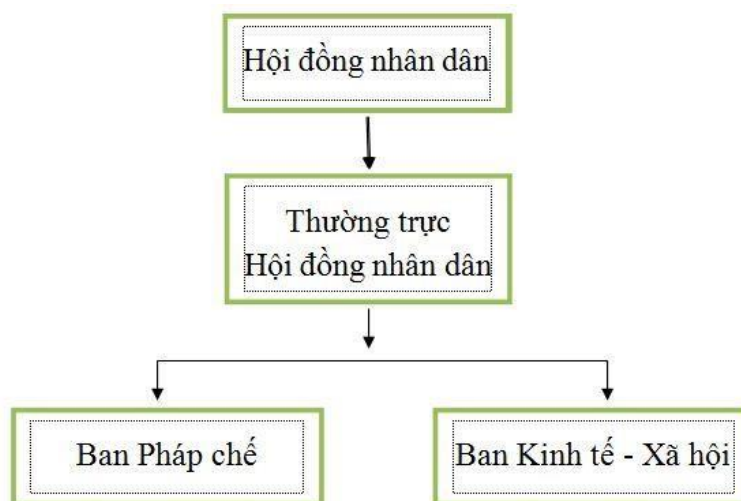 Hội đồng nhân dân
Thường trực
Hội đồng nhân dân
Ban Pháp chế
Ban Kinh tế - Xã hội